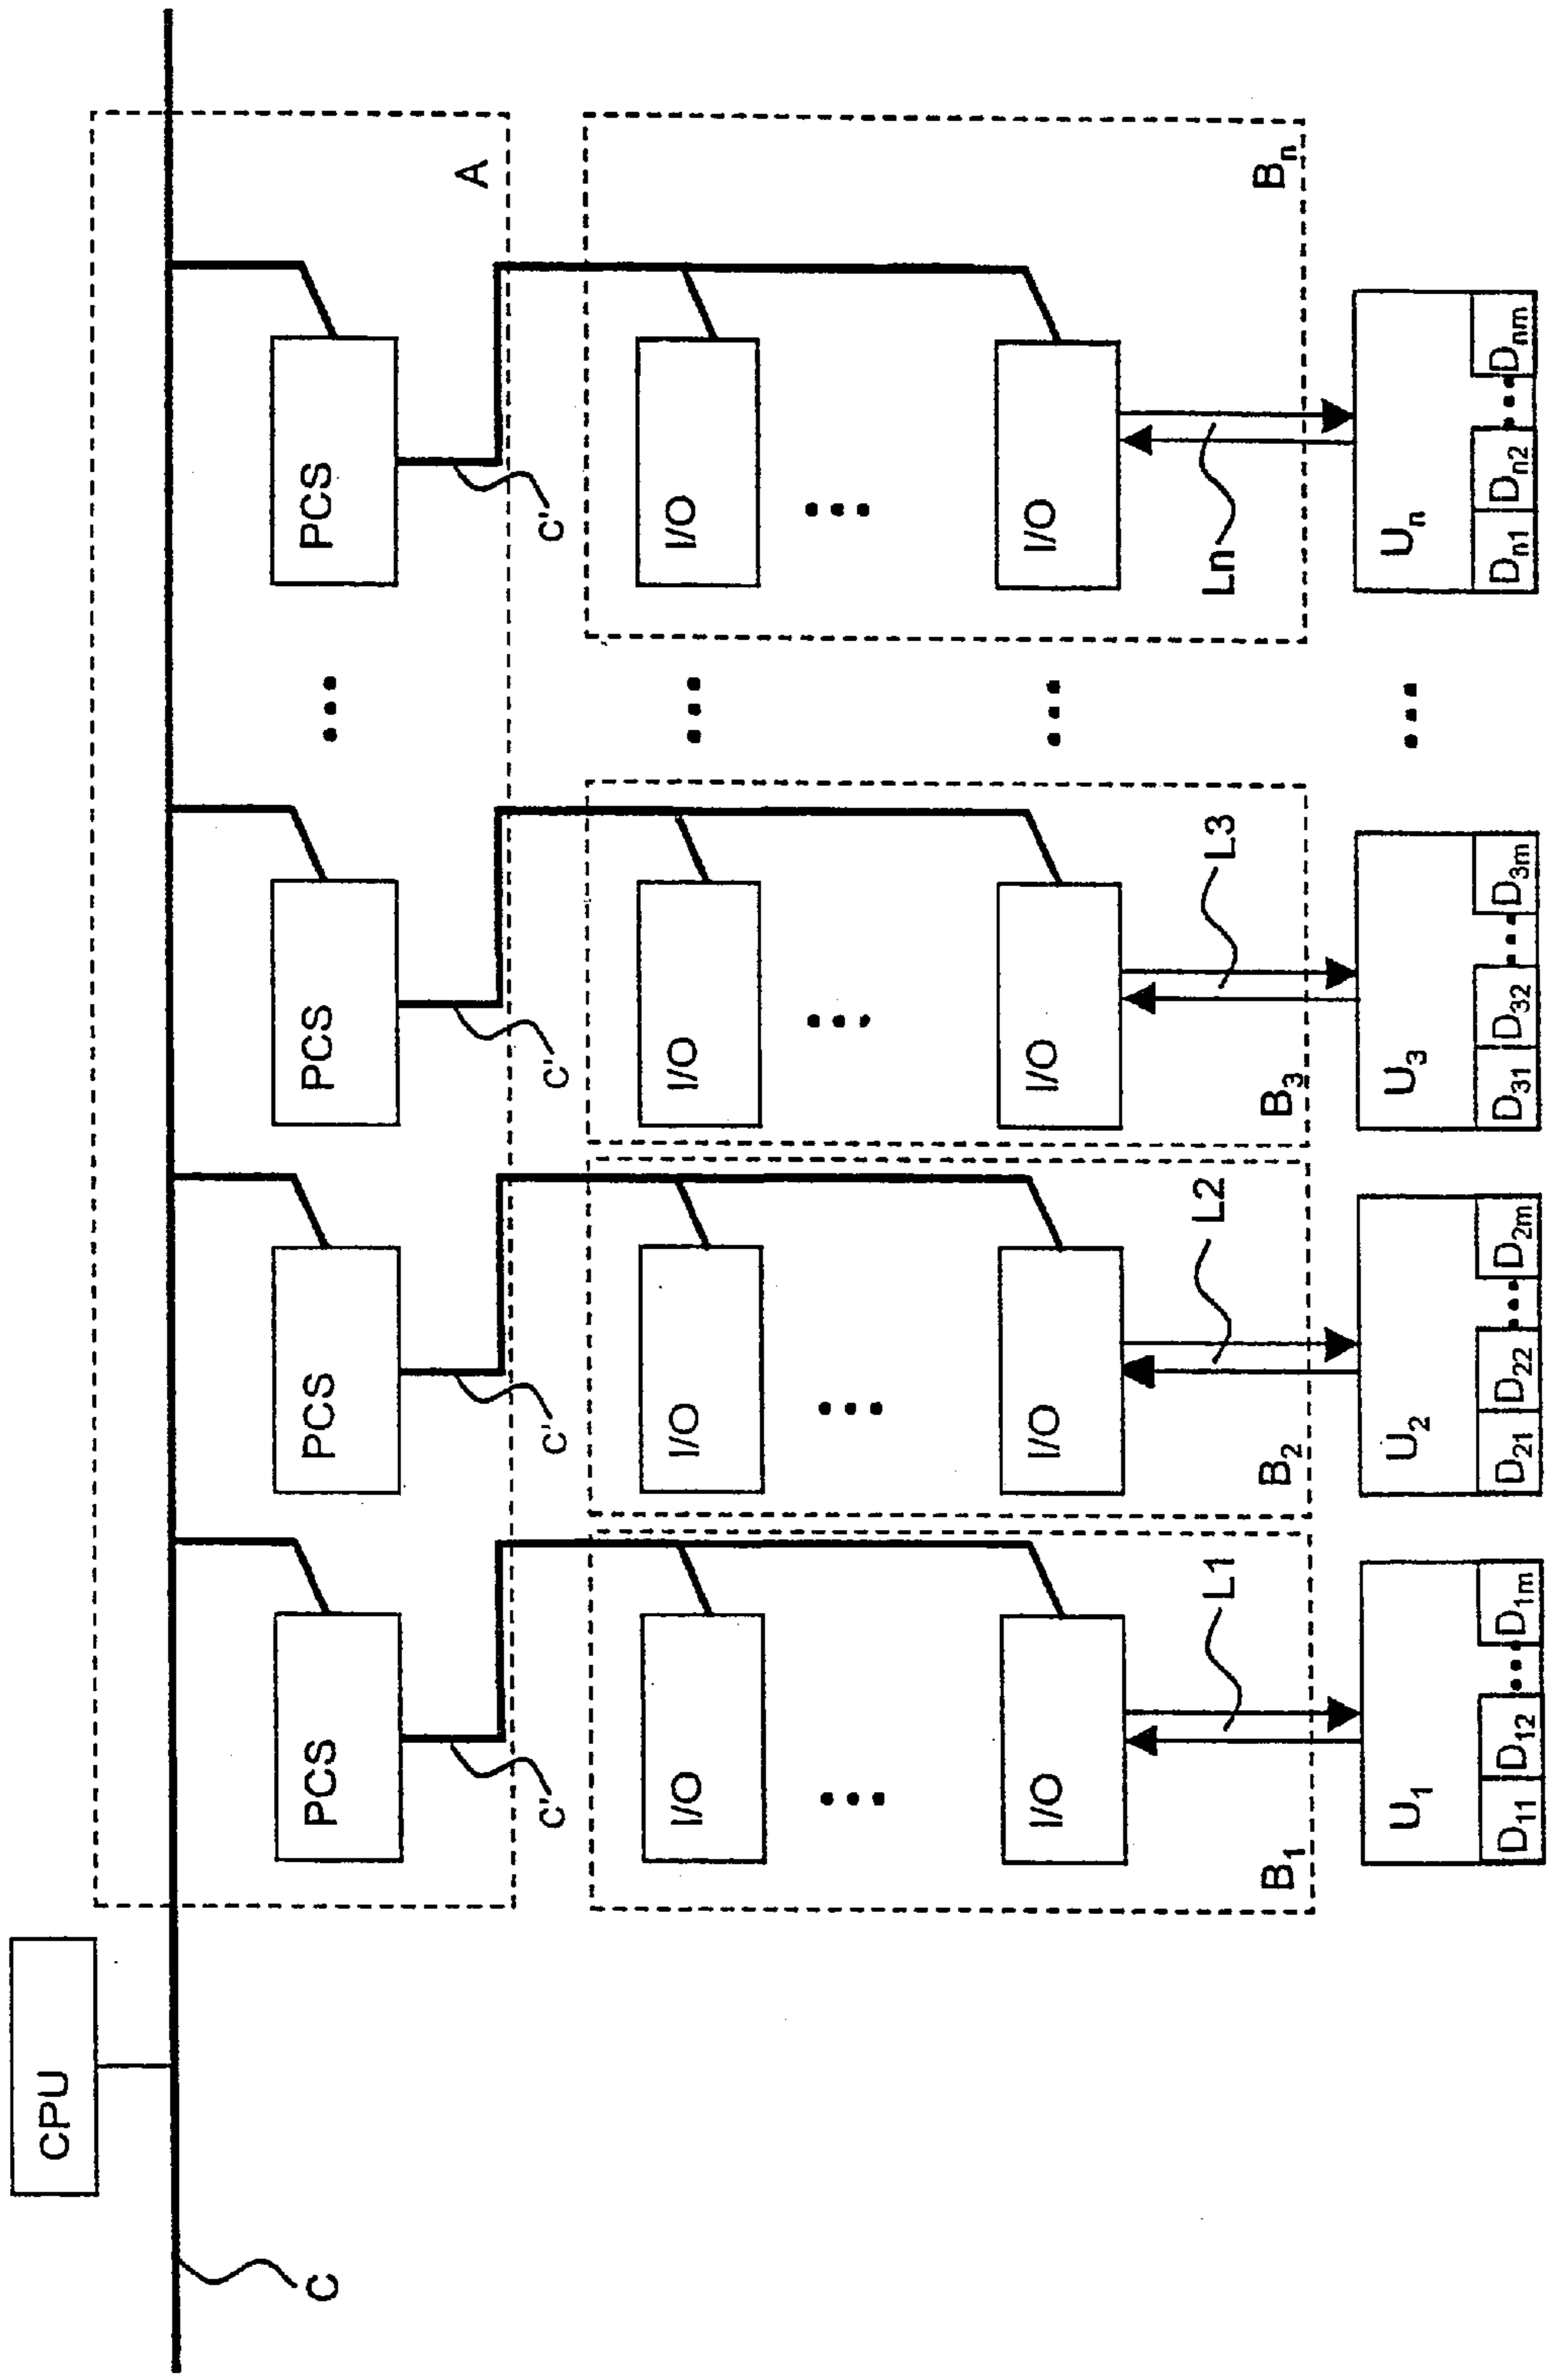 CPU
C
A
PCS
PCS
PCS
PCS
C'
C'
C'
C'
I/O
I/O
I/O
I/O
I/O
I/O
I/O
I/O
L1
L2
L3
Ln
B1
B2
B3
Bn
U1
U2
U3
Un
D11 D12 D1m
D21 D22 D2m
D31 D32 D3m
Dn1 Dn2 Dnm